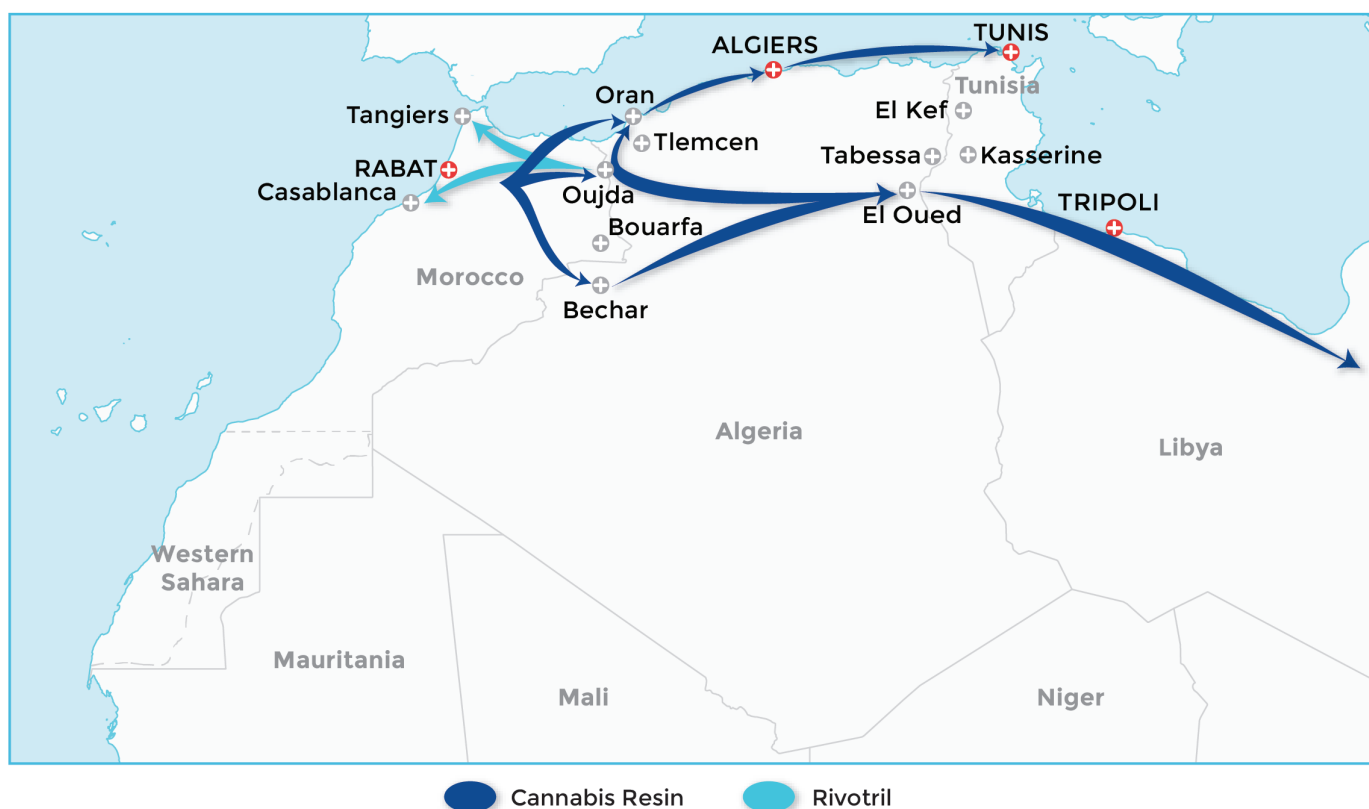 TUNIS
ALGIERS
Tunisia
Oran
Tangiers
El Kef
Tlemcen
Tabessa
Kasserine
RABAT
Casablanca
Oujda
El Oued
TRIPOLI
Bouarfa
Morocco
Bechar
Algeria
Libya
Western
Sahara
Mauritania
Mali
Niger
Cannabis Resin
Rivotril